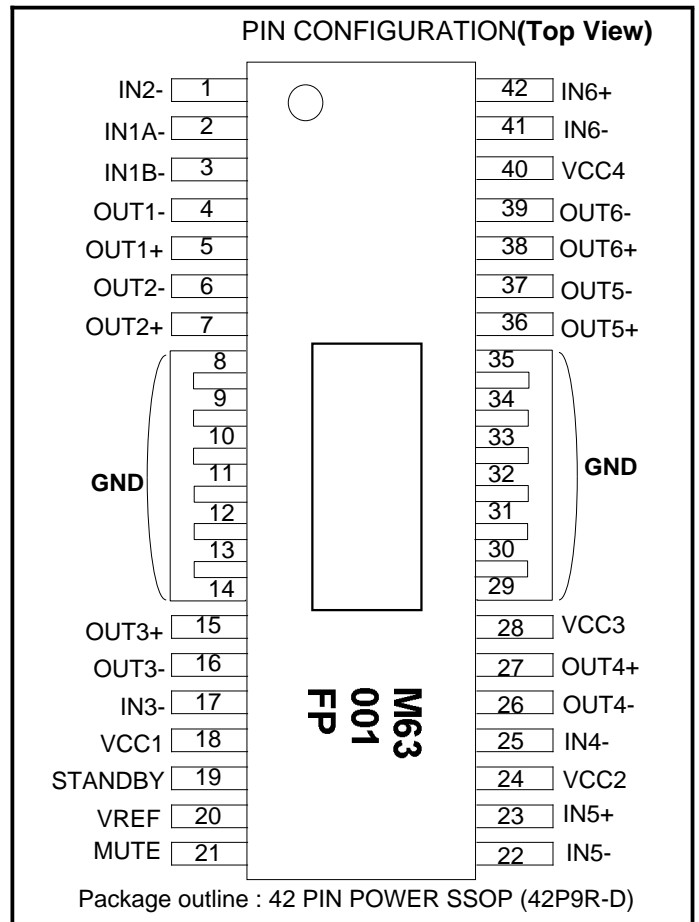 PIN CONFIGURATION(Top View)
IN2- 1 42 IN6+
IN1A- 2 41 IN6-
IN1B- 3 40 VCC4
OUT1- 4 39 OUT6-
OUT1+ 5 38 OUT6+
OUT2- 6 37 OUT5-
OUT2+ 7 36 OUT5+
8 35
9 34
10 33
GND 11 32 GND
12 31
13 30
14 29
OUT3+ 15 28 VCC3
OUT3- 16 27 OUT4+
IN3- 17 26 OUT4-
VCC1 18 25 IN4-
STANDBY 19 24 VCC2
VREF 20 23 IN5+
MUTE 21 22 IN5-
M63
001
FP
Package outline : 42 PIN POWER SSOP (42P9R-D)